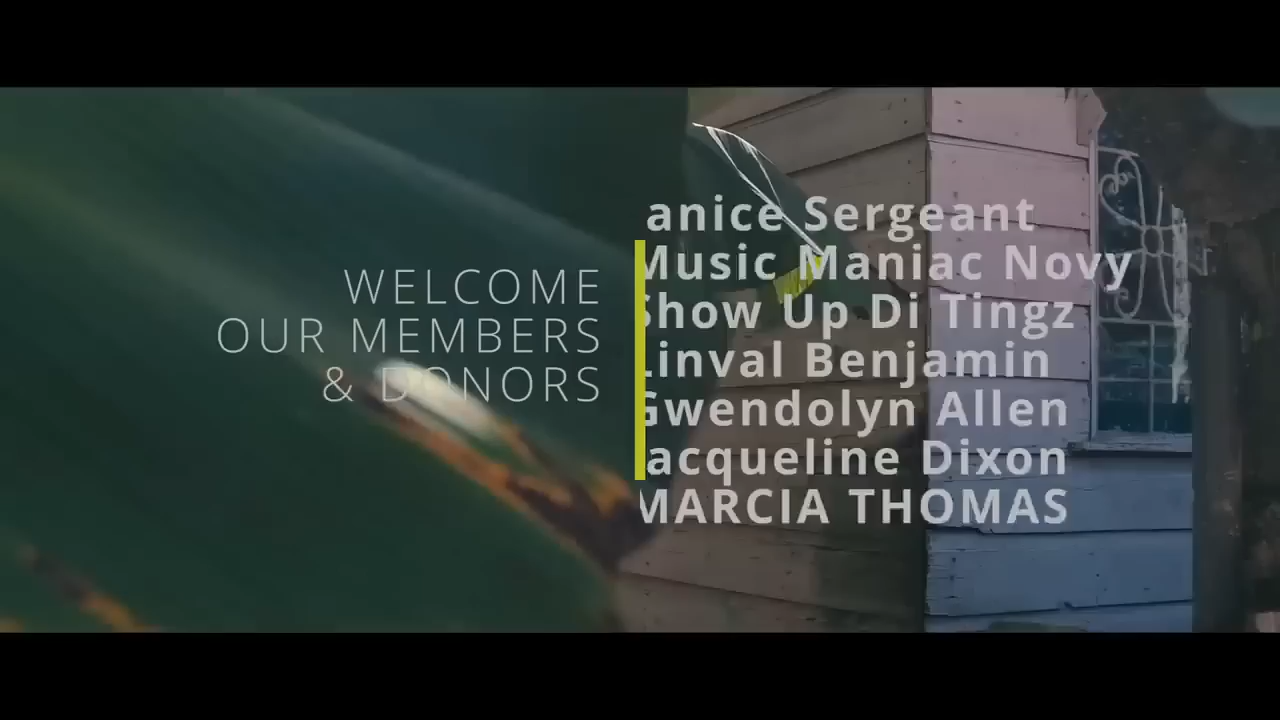 WELCOME
OUR MEMBERS
& DONORS
anice Sergeant
Music Maniac Novy
Show Up Di Tingz
Linval Benjamin
Gwendolyn Allen
acqueline Dixon
MARCIA THOMAS